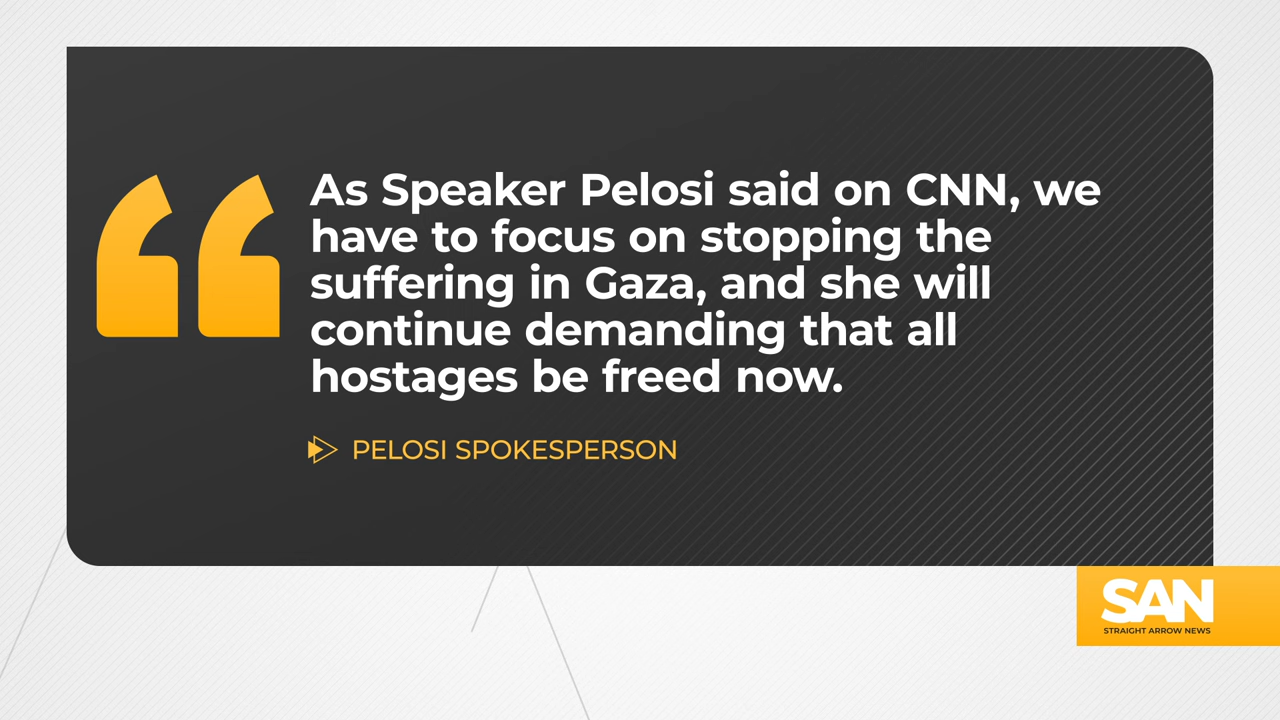 As Speaker Pelosi said on CNN, we
have to focus on stopping the
suffering in Gaza, and she will
continue demanding that all
hostages be freed now.
PELOSI SPOKESPERSON
SAN
STRAIGHT ARROW NEWS